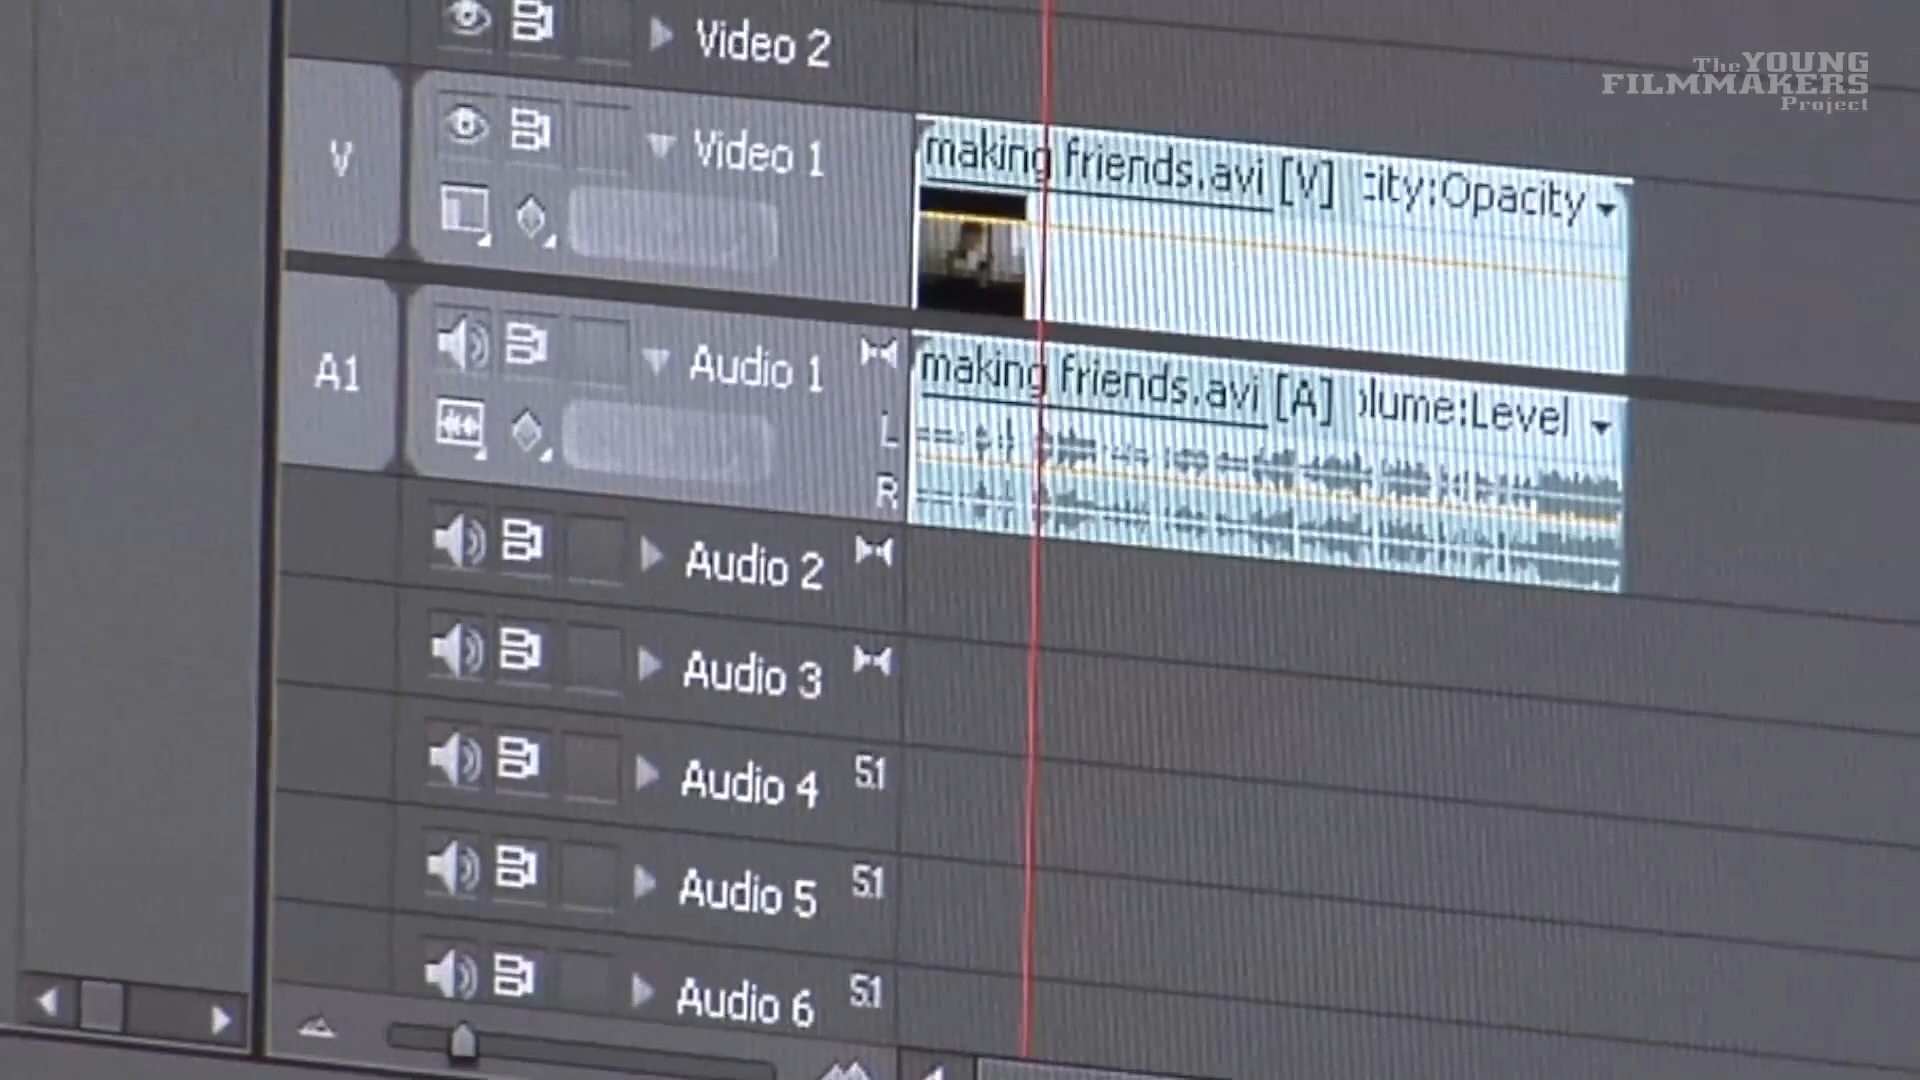 The YOUNG
FILMMAKERS
Project
Video 2
V
Video 1
making friends.avi [V] :ity:Opacity
A1
Audio 1
making friends.avi [A] lume:Level
L
R
Audio 2
Audio 3
Audio 4 5.1
Audio 5 5.1
Audio 6 5.1